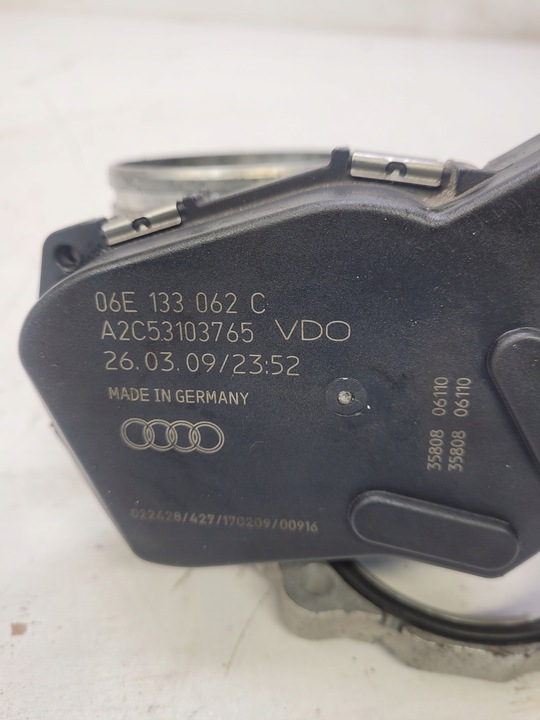 06E 133 062 C
A2C53103765 VDO
26.03.09/23:52
MADE IN GERMANY
022428/427/170209/00916
35808 06110
35808 06110